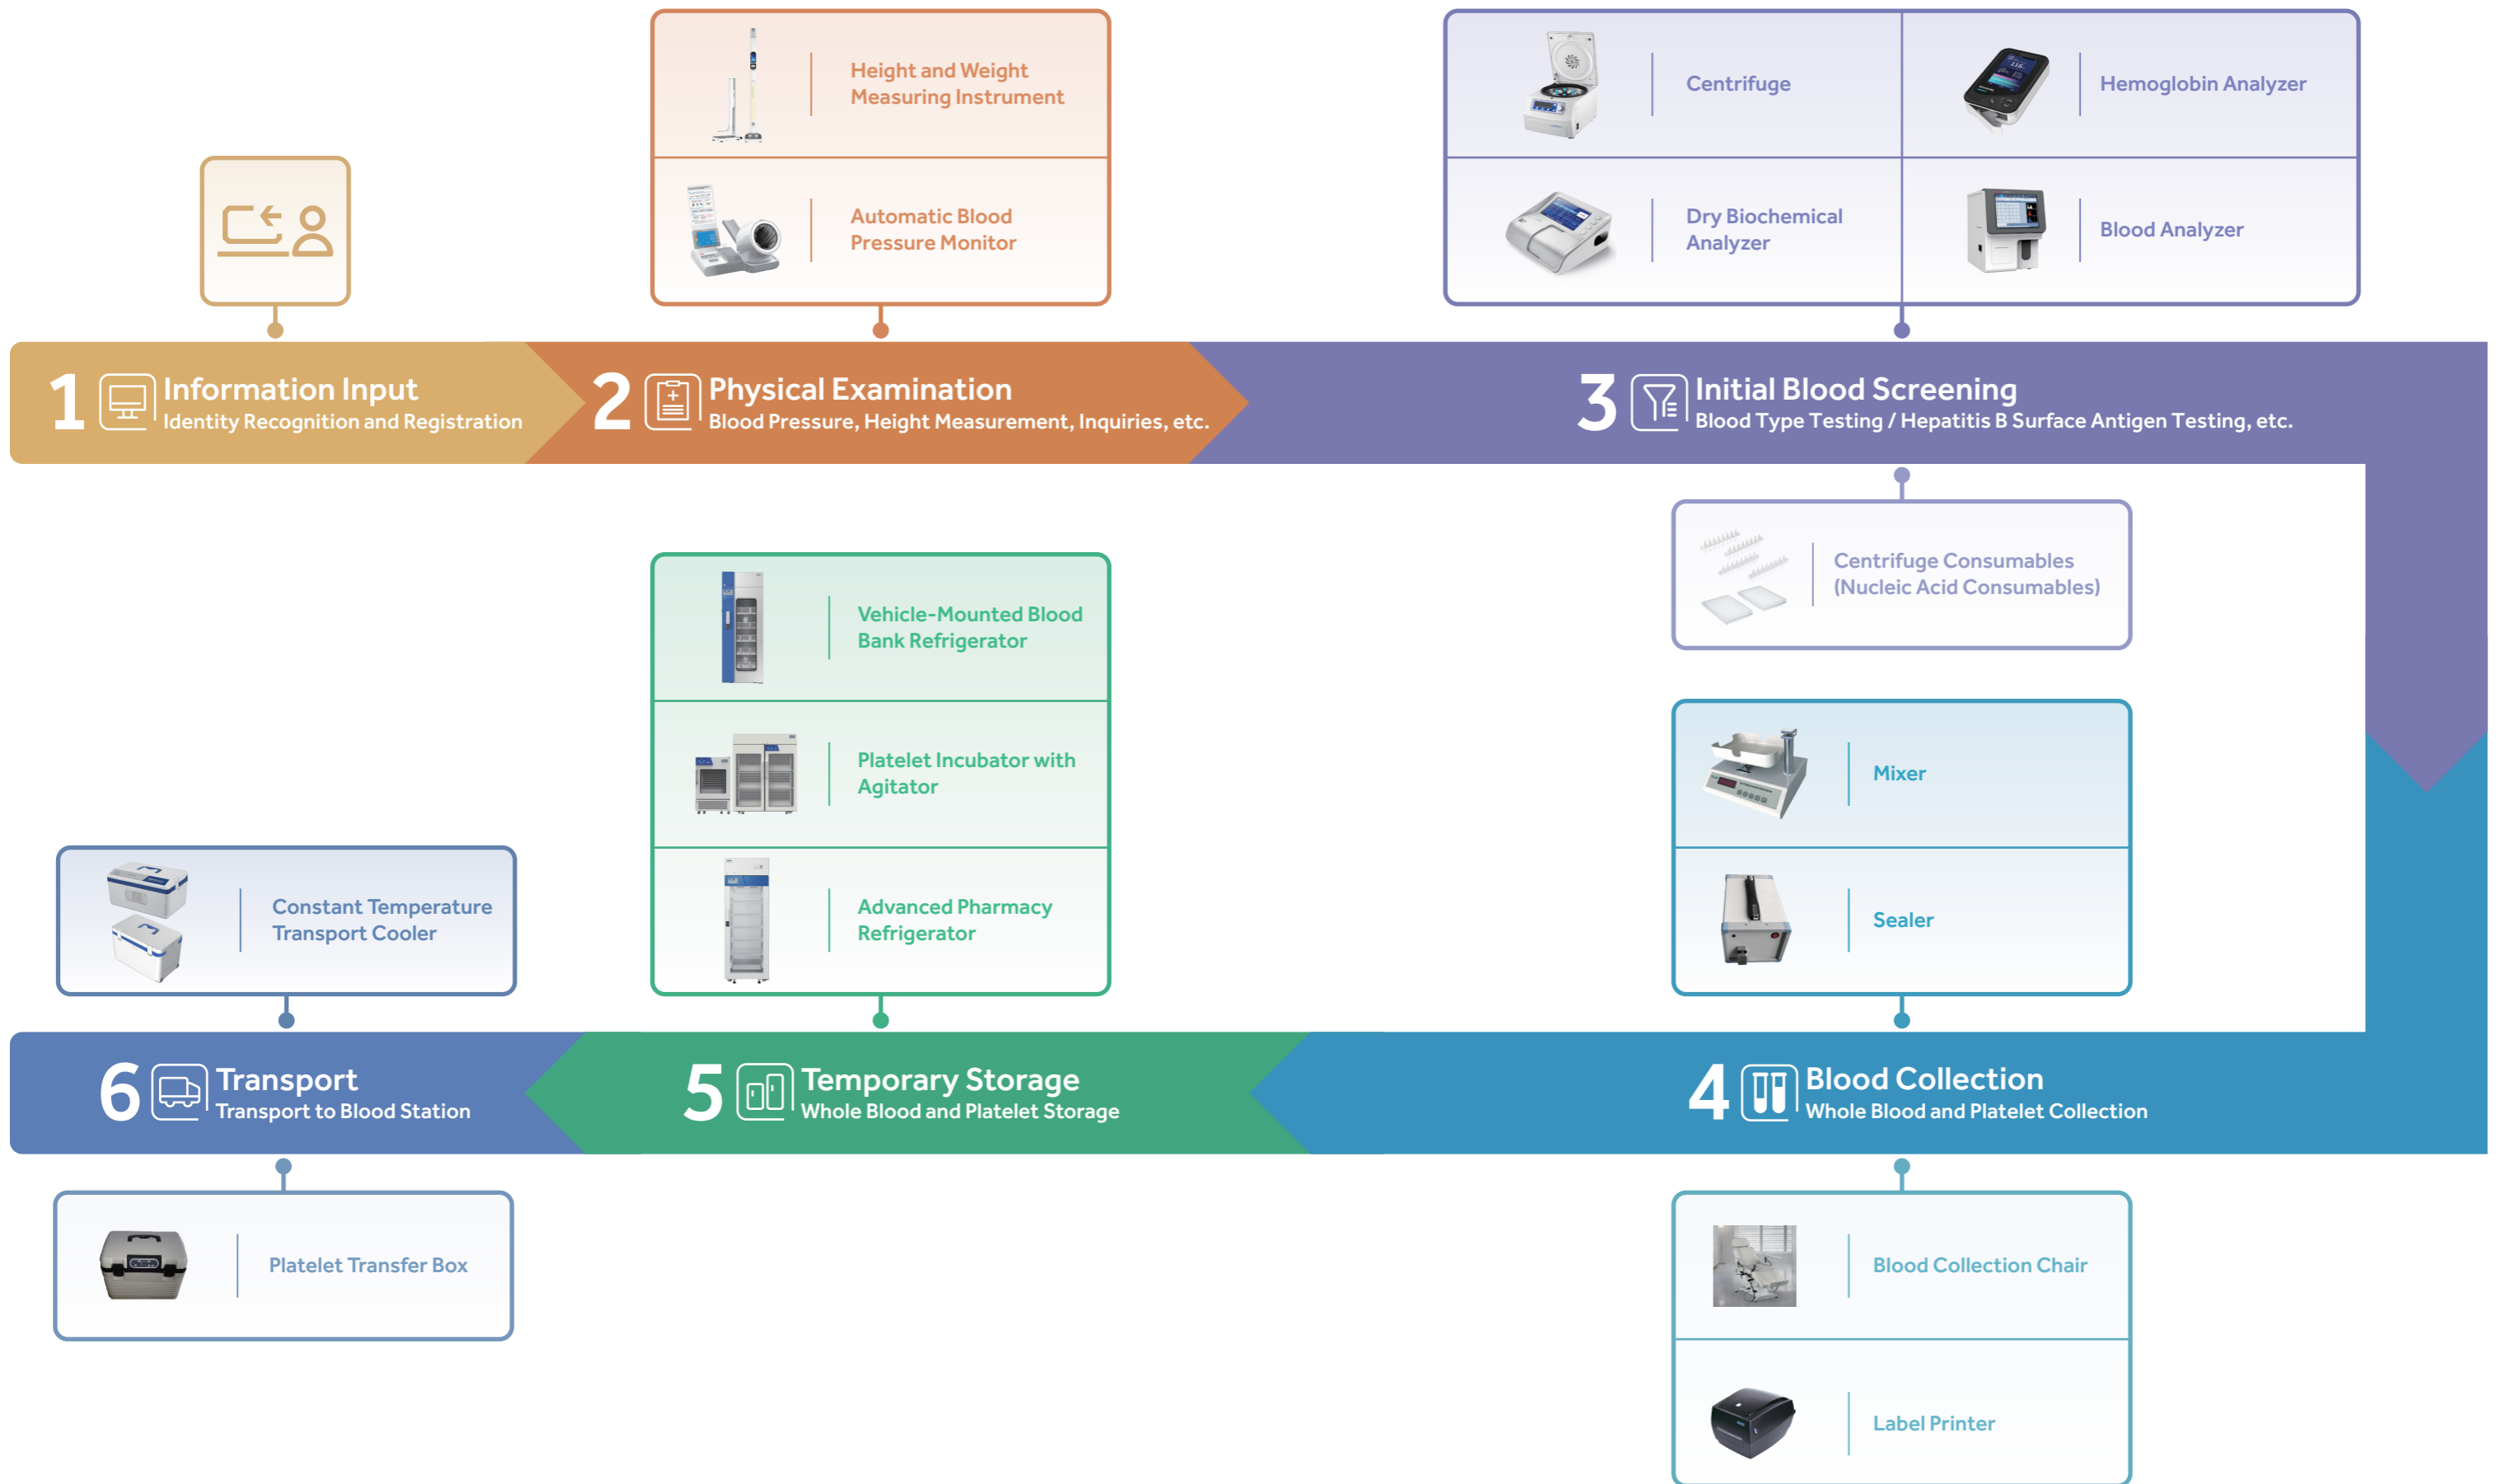 Height and Weight
Measuring Instrument
Automatic Blood
Pressure Monitor
Centrifuge
Hemoglobin Analyzer
Dry Biochemical
Analyzer
Blood Analyzer
1
Information Input
Identity Recognition and Registration
2
Physical Examination
Blood Pressure, Height Measurement, Inquiries, etc.
3
Initial Blood Screening
Blood Type Testing / Hepatitis B Surface Antigen Testing, etc.
Centrifuge Consumables
(Nucleic Acid Consumables)
Mixer
Sealer
4
Blood Collection
Whole Blood and Platelet Collection
Blood Collection Chair
Label Printer
Vehicle-Mounted Blood
Bank Refrigerator
Platelet Incubator with
Agitator
Advanced Pharmacy
Refrigerator
5
Temporary Storage
Whole Blood and Platelet Storage
Constant Temperature
Transport Cooler
6
Transport
Transport to Blood Station
Platelet Transfer Box